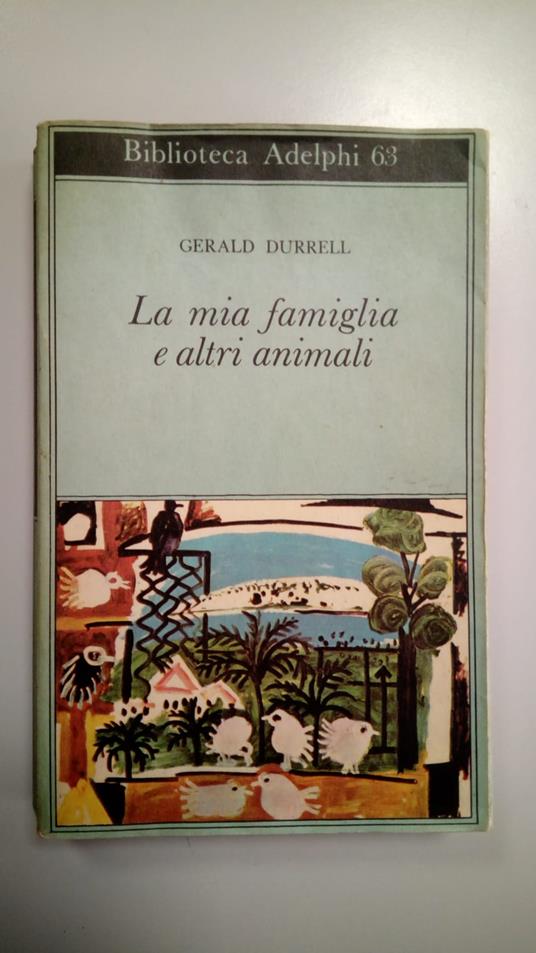 Biblioteca Adelphi 63
GERALD DURRELL
La mia famiglia
e altri animali